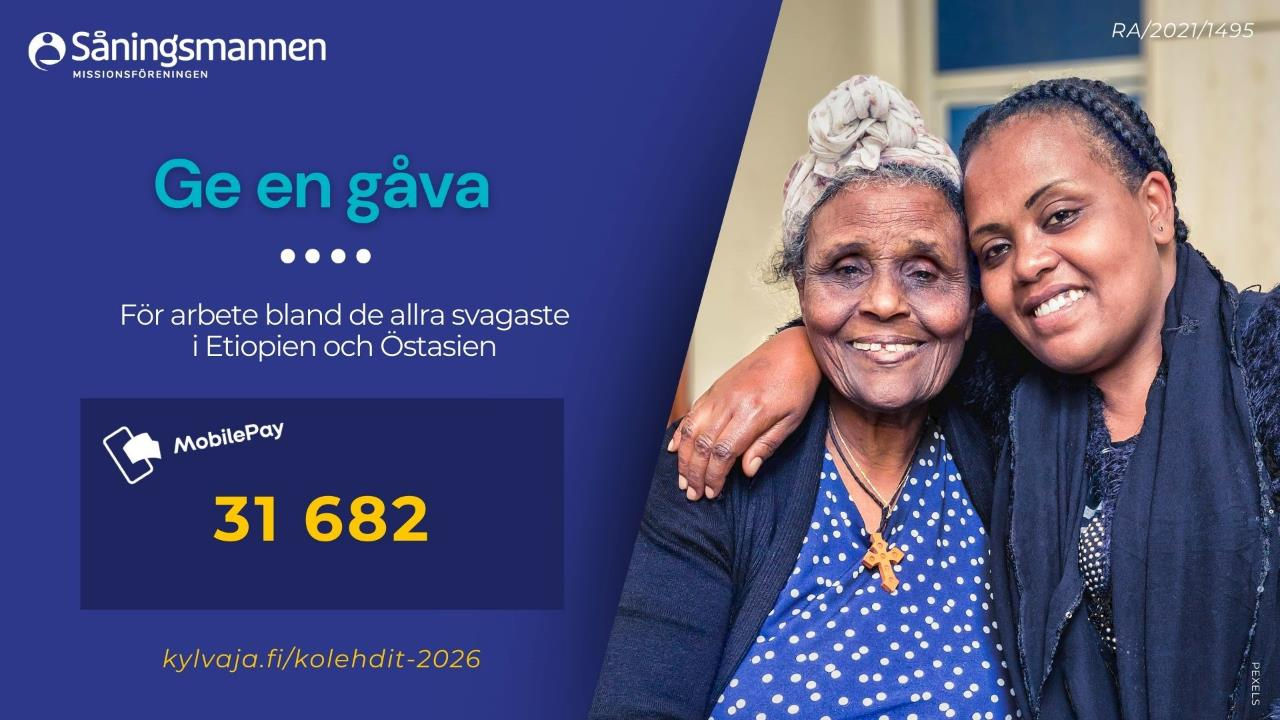 Såningsmannen
MISSIONSFÖRENINGEN
RA/2021/1495
Ge en gåva
För arbete bland de allra svagaste
i Etiopien och Östasien
MobilePay
31 682
kylvaja.fi/kolehdit-2026
PEXELS